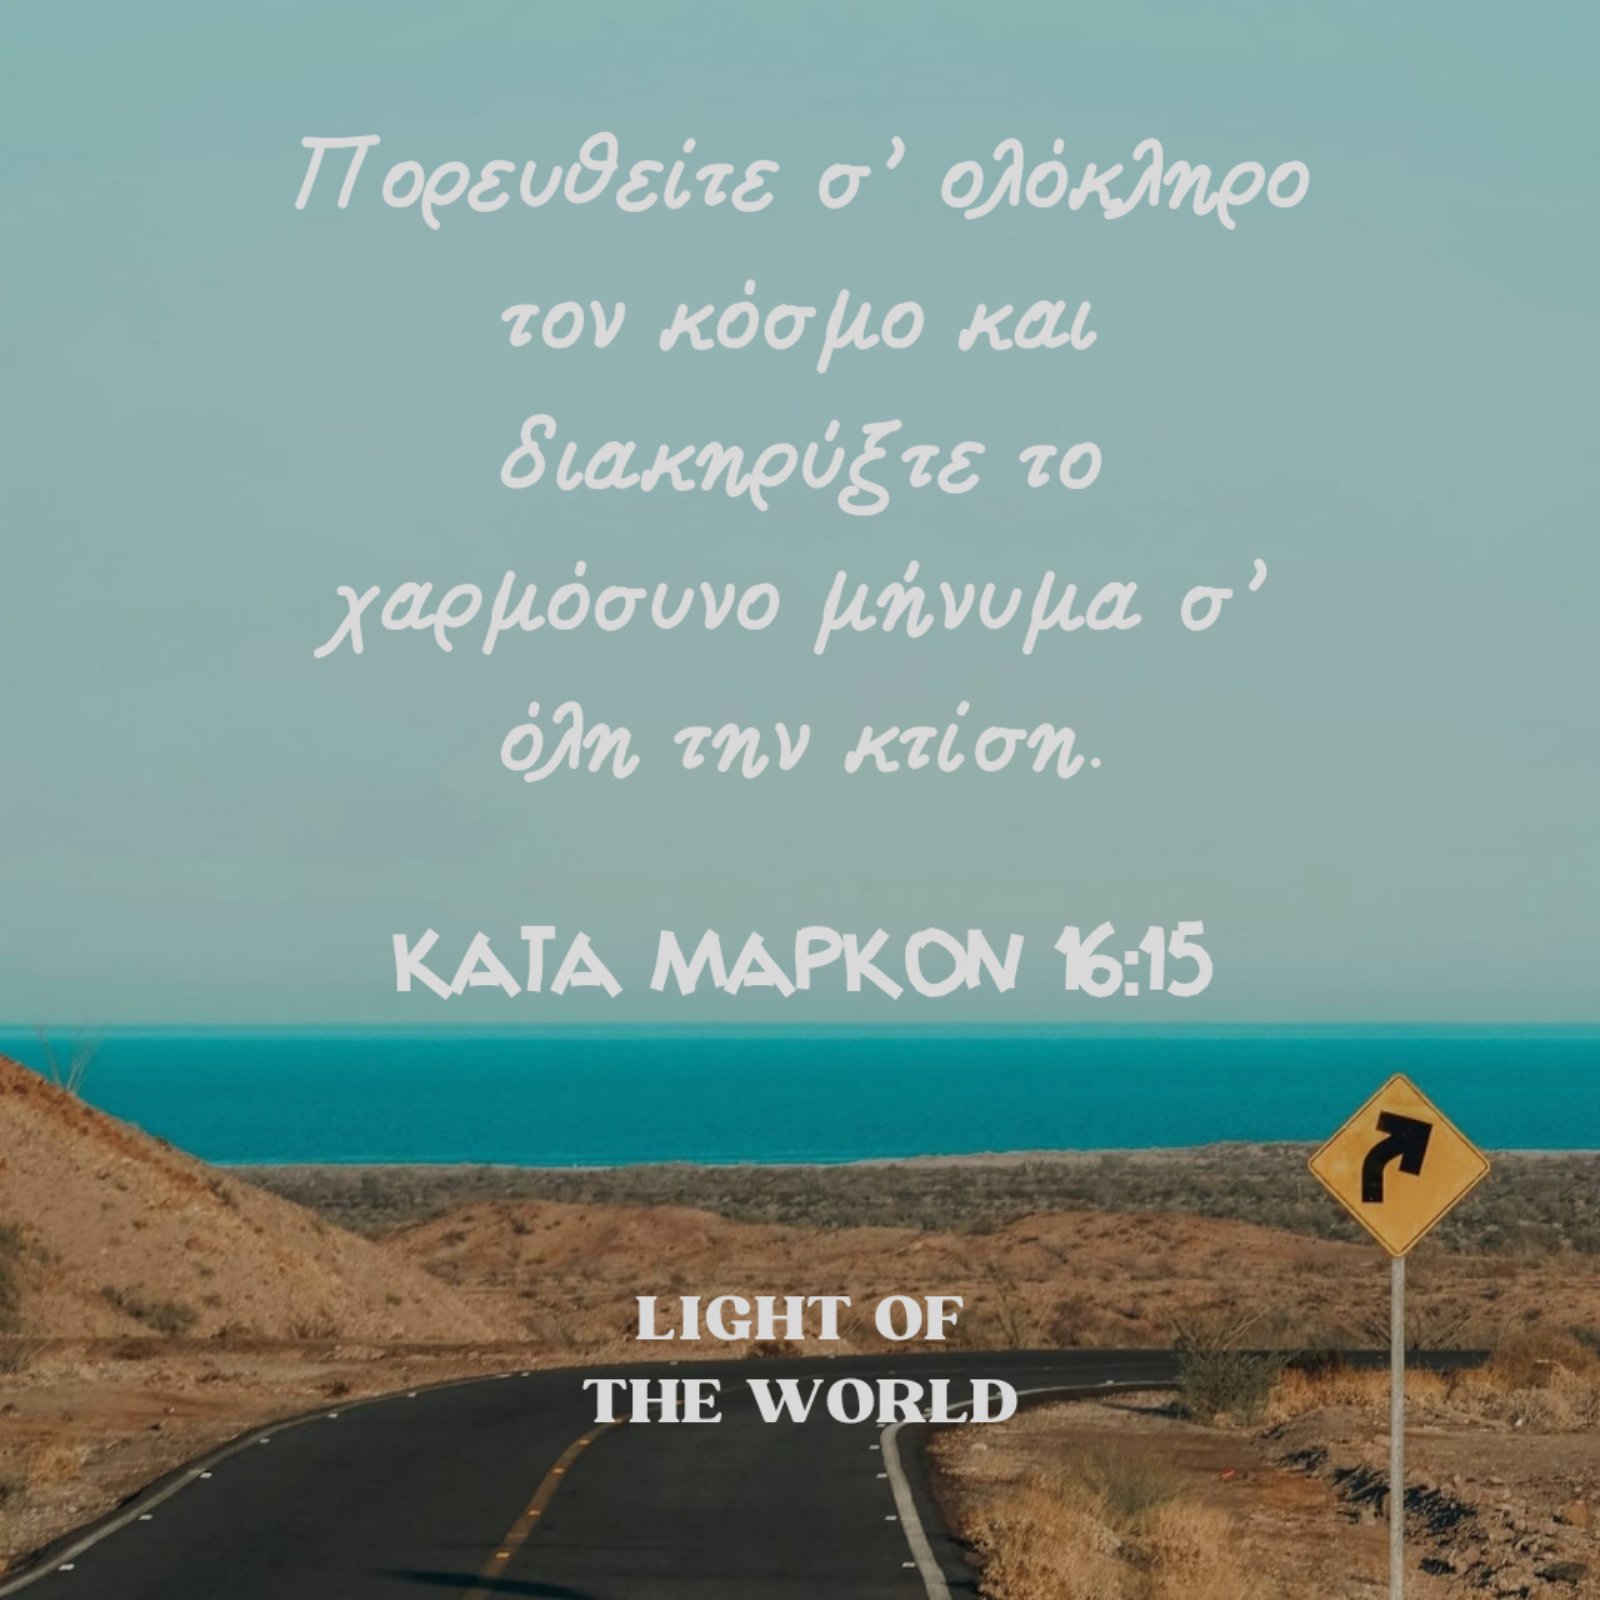 Πορευθείτε σ’ ολόκληρο
τον κόσμο και
διακηρύξτε το
χαρμόσυνο μήνυμα σ’
όλη την κτίση.
ΚΑΤΑ ΜΑΡΚΟΝ 16:15
LIGHT OF
THE WORLD